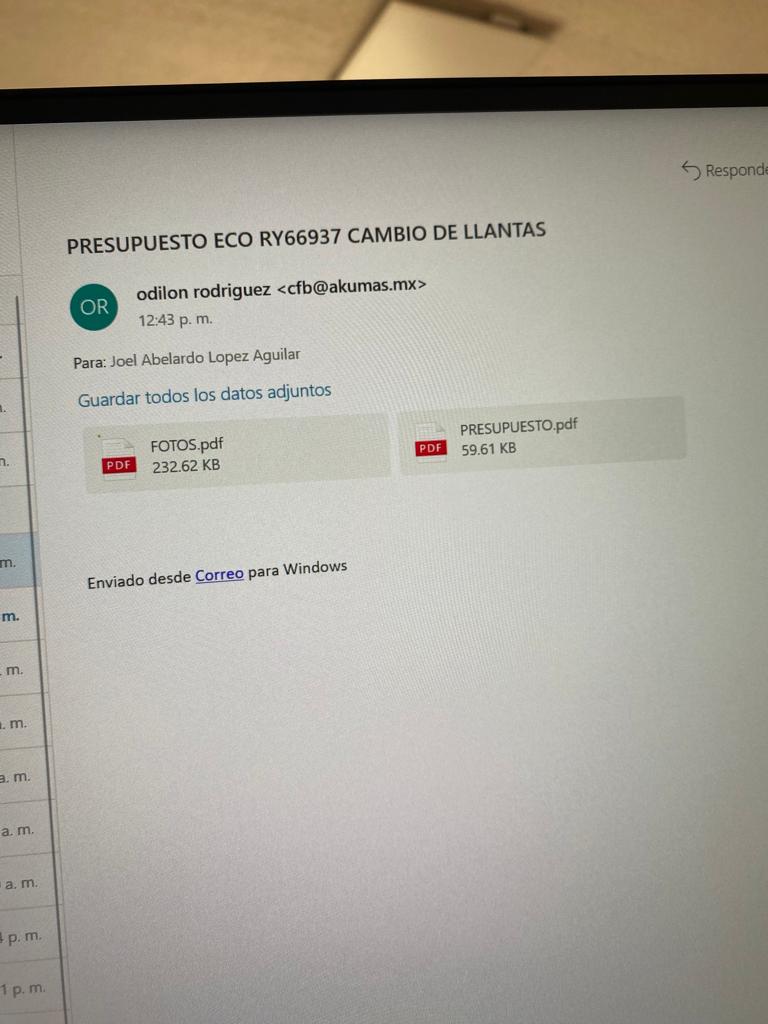 Responde
PRESUPUESTO ECO RY66937 CAMBIO DE LLANTAS
OR
odilon rodriguez <cfb@akumas.mx>
12:43 p. m.
Para: Joel Abelardo Lopez Aguilar
Guardar todos los datos adjuntos
PDF
FOTOS.pdf
232.62 KB
PDF
PRESUPUESTO.pdf
59.61 KB
Enviado desde Correo para Windows
m.
m.
m.
m.
a. m.
a. m.
a. m.
p. m.
1 p. m.